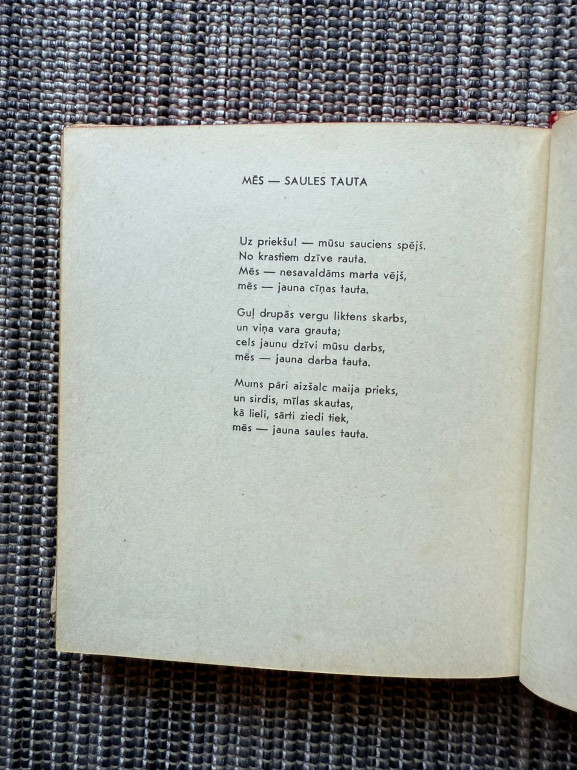 MĒS — SAULES TAUTA
Uz priekšu! — mūsu sauciens spējš.
No krastiem dzīve rauta.
Mēs — nesavaldāms marta vējš,
mēs — jauna cīņas tauta.
Guļ drupās vergu liktens skarbs,
un viņa vara grauta;
cels jaunu dzīvi mūsu darbs,
mēs — jauna darba tauta.
Mums pāri aizšalc maija prieks,
un sirdis, mīlas skautas,
kā lieli, sārti ziedi tiek,
mēs — jauna saules tauta.